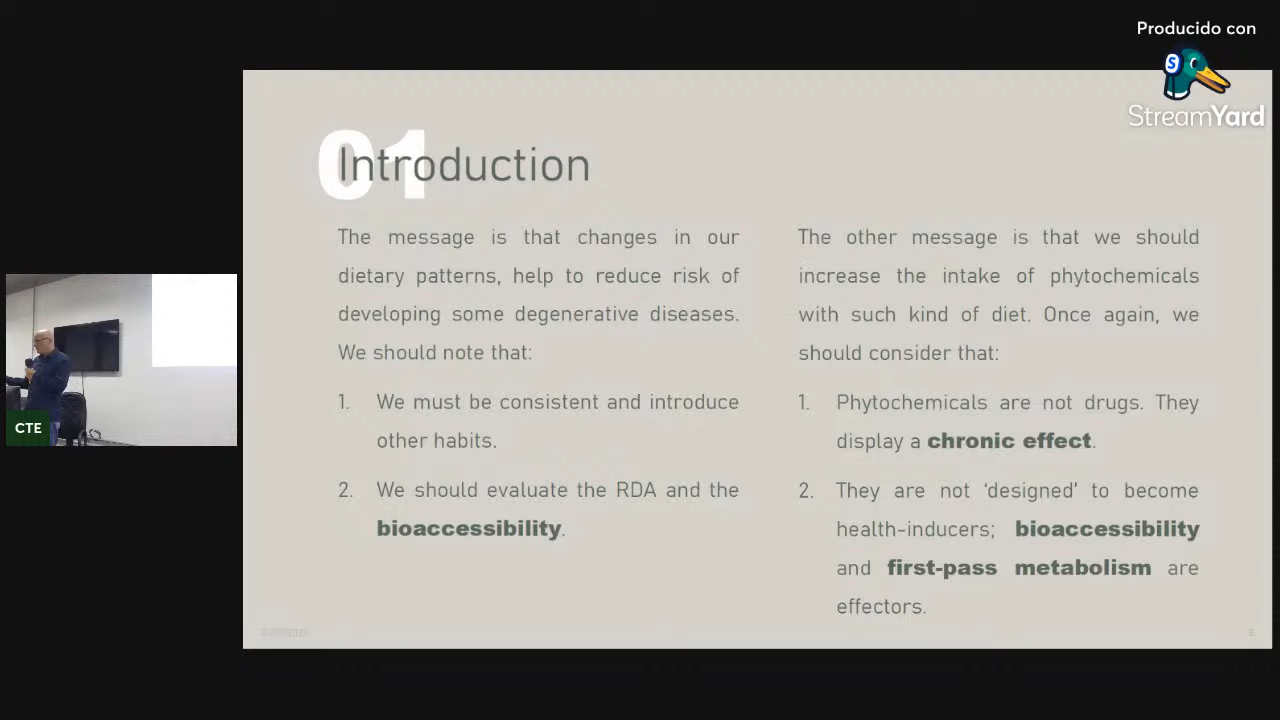 Producido con
StreamYard
01
Introduction
The message is that changes in our
dietary patterns, help to reduce risk of
developing some degenerative diseases.
We should note that:
1. We must be consistent and introduce
other habits.
2. We should evaluate the RDA and the
bioaccessibility.
The other message is that we should
increase the intake of phytochemicals
with such kind of diet. Once again, we
should consider that:
1. Phytochemicals are not drugs. They
display a chronic effect.
2. They are not ‘designed’ to become
health-inducers; bioaccessibility
and first-pass metabolism are
effectors.
CTE